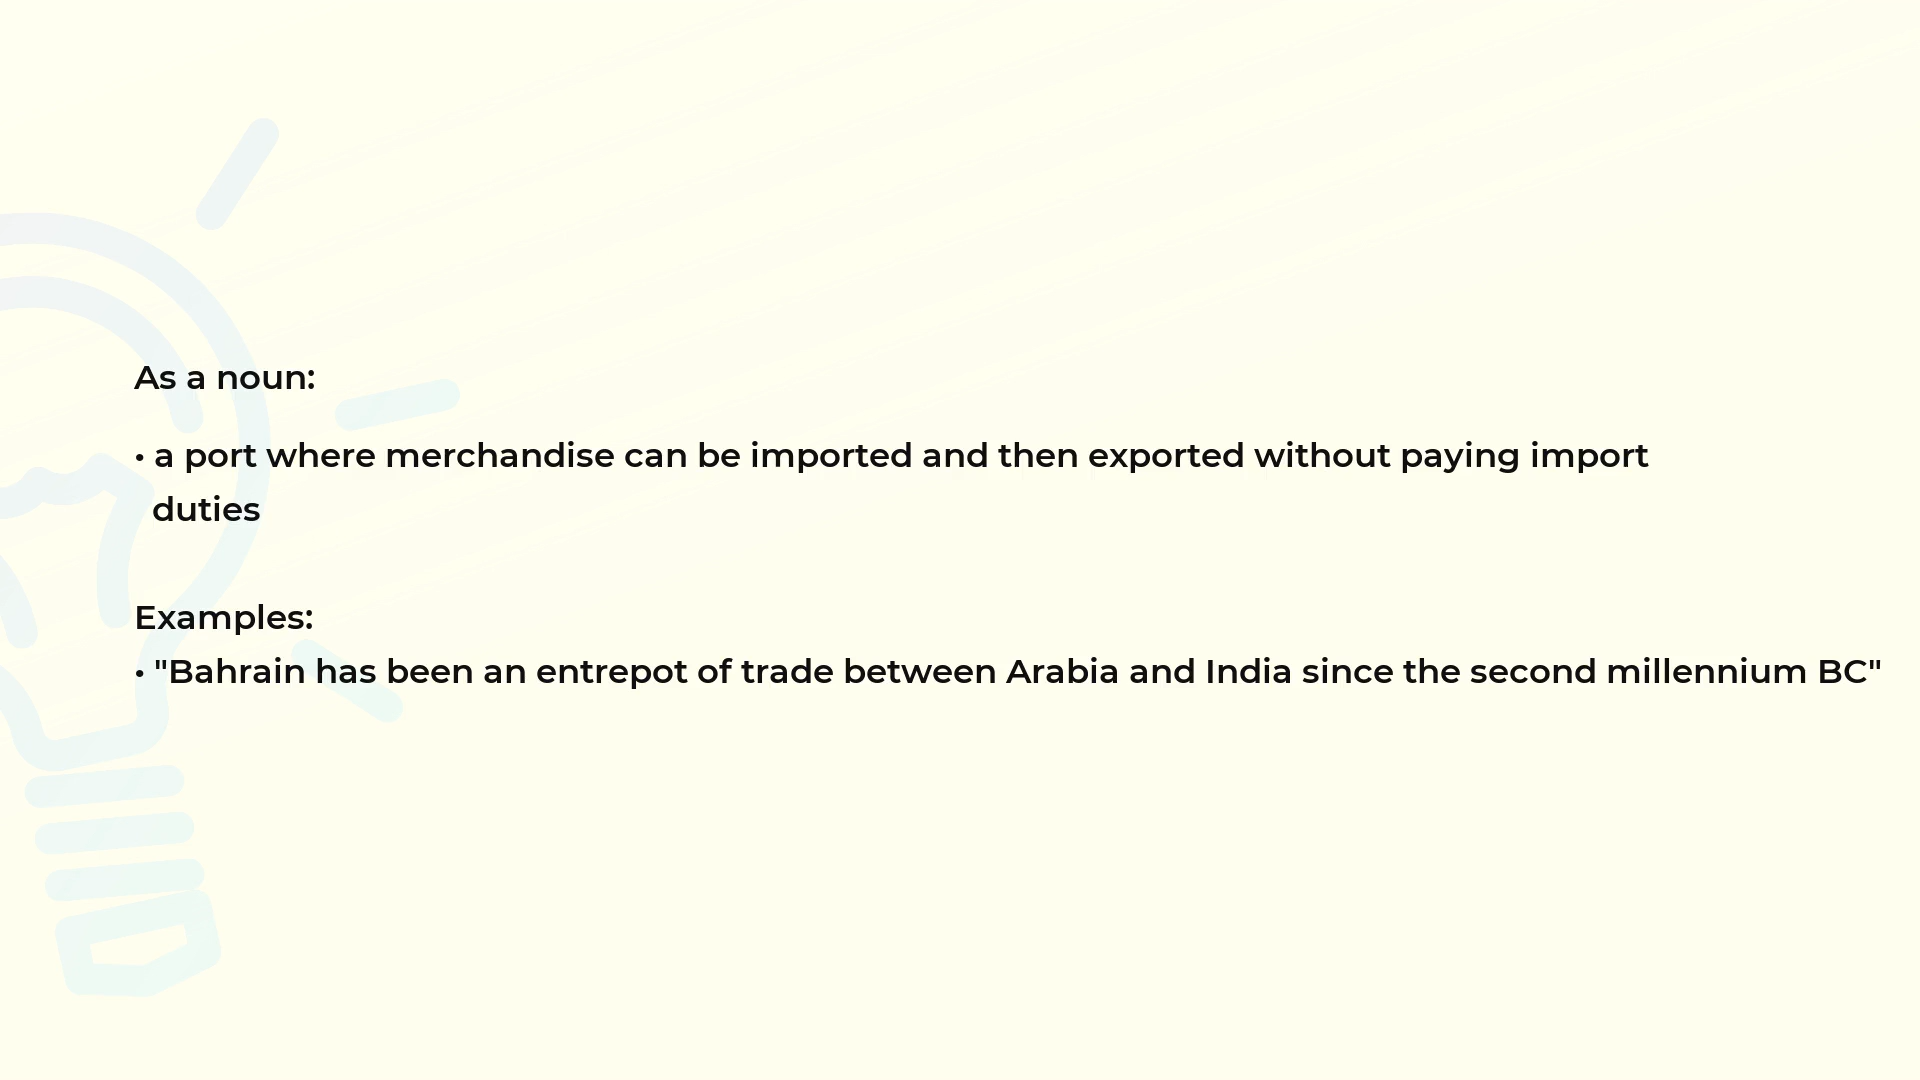 As a noun:
• a port where merchandise can be imported and then exported without paying import
duties
Examples:
• "Bahrain has been an entrepot of trade between Arabia and India since the second millennium BC"